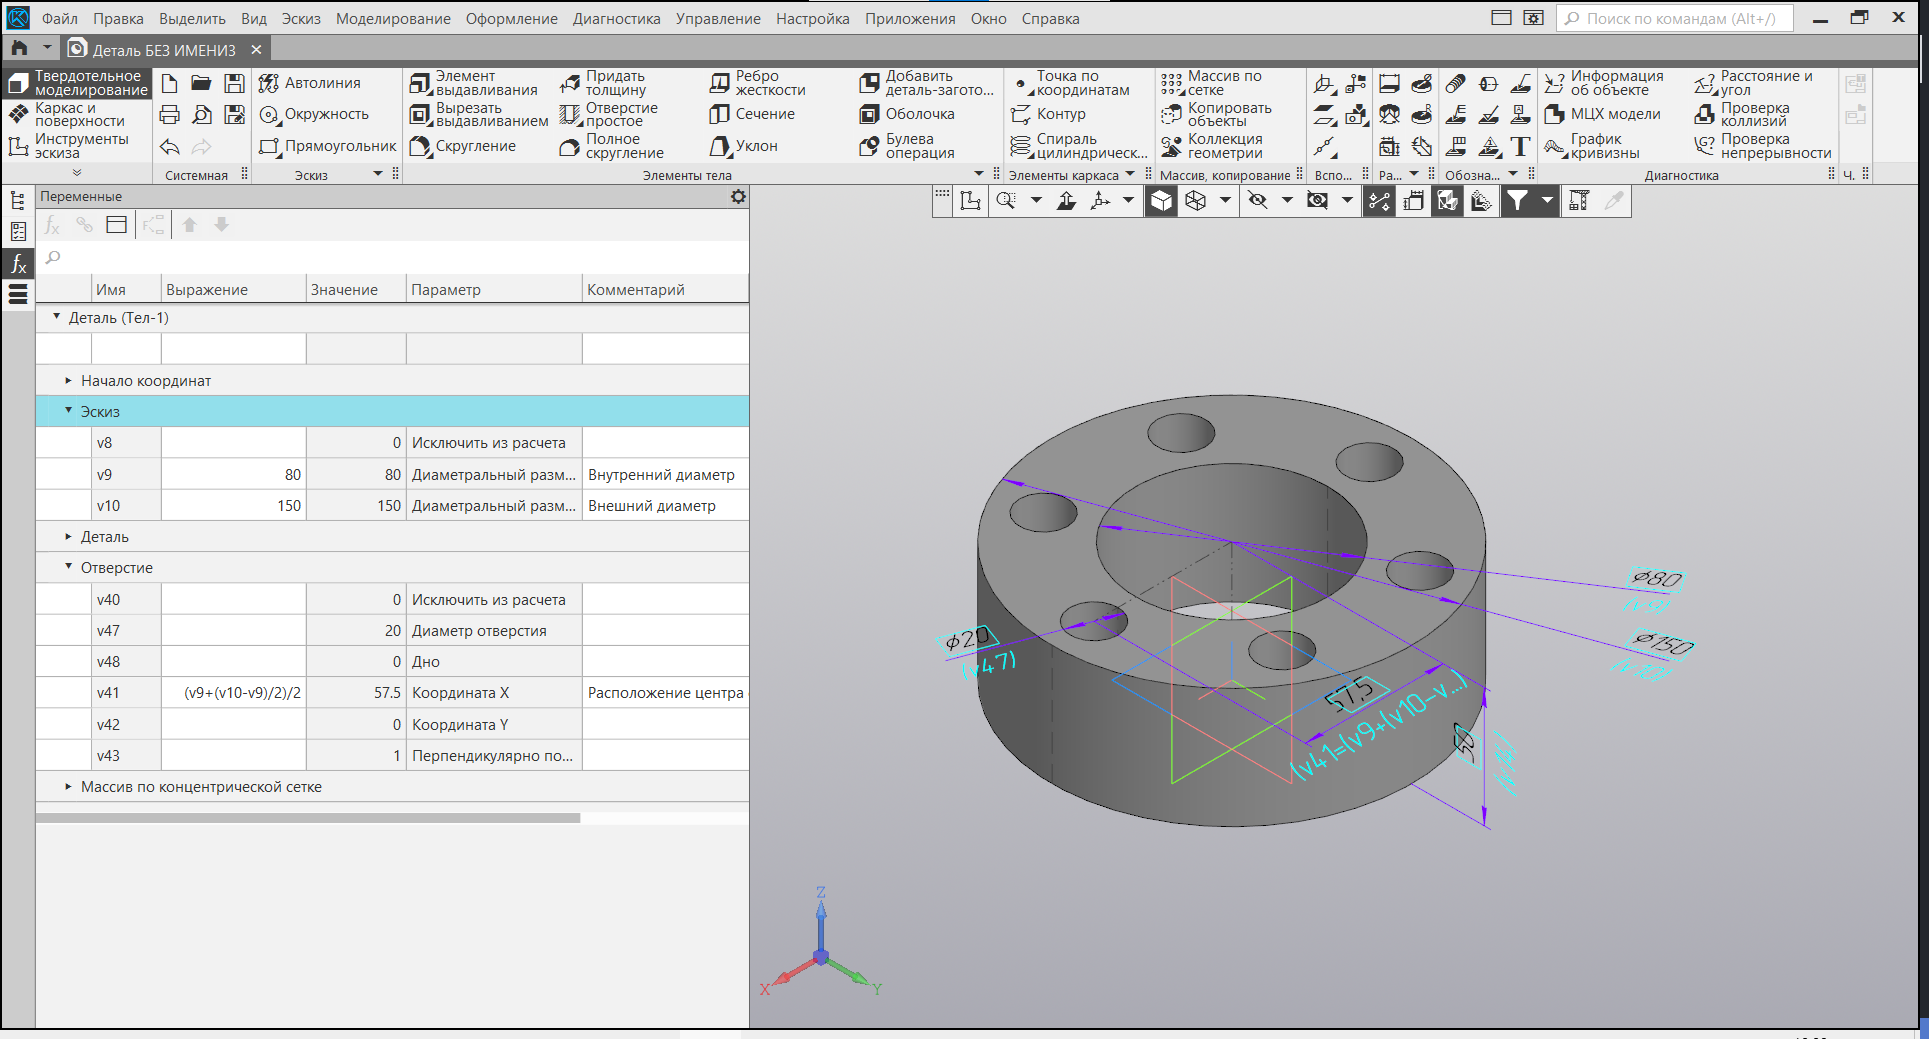 Файл Правка Выделить Вид Эскиз Моделирование Оформление Диагностика Управление Настройка Приложения Окно Справка Поиск по командам (Alt+/)
Деталь БЕЗ ИМЕНИ3
Твердотельное моделирование
Каркас и поверхности
Инструменты эскиза
Системная
Автолиния
Окружность
Прямоугольник
Эскиз
Элемент выдавливания
Вырезать выдавливанием
Скругление
Придать толщину
Отверстие простое
Полное скругление
Ребро жесткости
Сечение
Уклон
Добавить деталь-загото...
Оболочка
Булева операция
Элементы тела
Точка по координатам
Контур
Спираль цилиндрическ...
Элементы каркаса
Массив по сетке
Копировать объекты
Коллекция геометрии
Массив, копирование
Вспо...
Ра...
Обозна...
Информация об объекте
МЦХ модели
График кривизны
Расстояние и угол
Проверка коллизий
Проверка непрерывности
Диагностика
Ч.
Переменные
Имя Выражение Значение Параметр Комментарий
Деталь (Тел-1)
Начало координат
Эскиз
v8 0 Исключить из расчета
v9 80 80 Диаметральный разм... Внутренний диаметр
v10 150 150 Диаметральный разм... Внешний диаметр
Деталь
Отверстие
v40 0 Исключить из расчета
v47 20 Диаметр отверстия
v48 0 Дно
v41 (v9+(v10-v9)/2)/2 57.5 Координата X Расположение центра
v42 0 Координата Y
v43 1 Перпендикулярно по...
Массив по концентрической сетке
⌀80
(v9)
⌀150
⌀20
(v47)
57,5
(v41=(v9+(v10-v...)
50
Z
X
Y